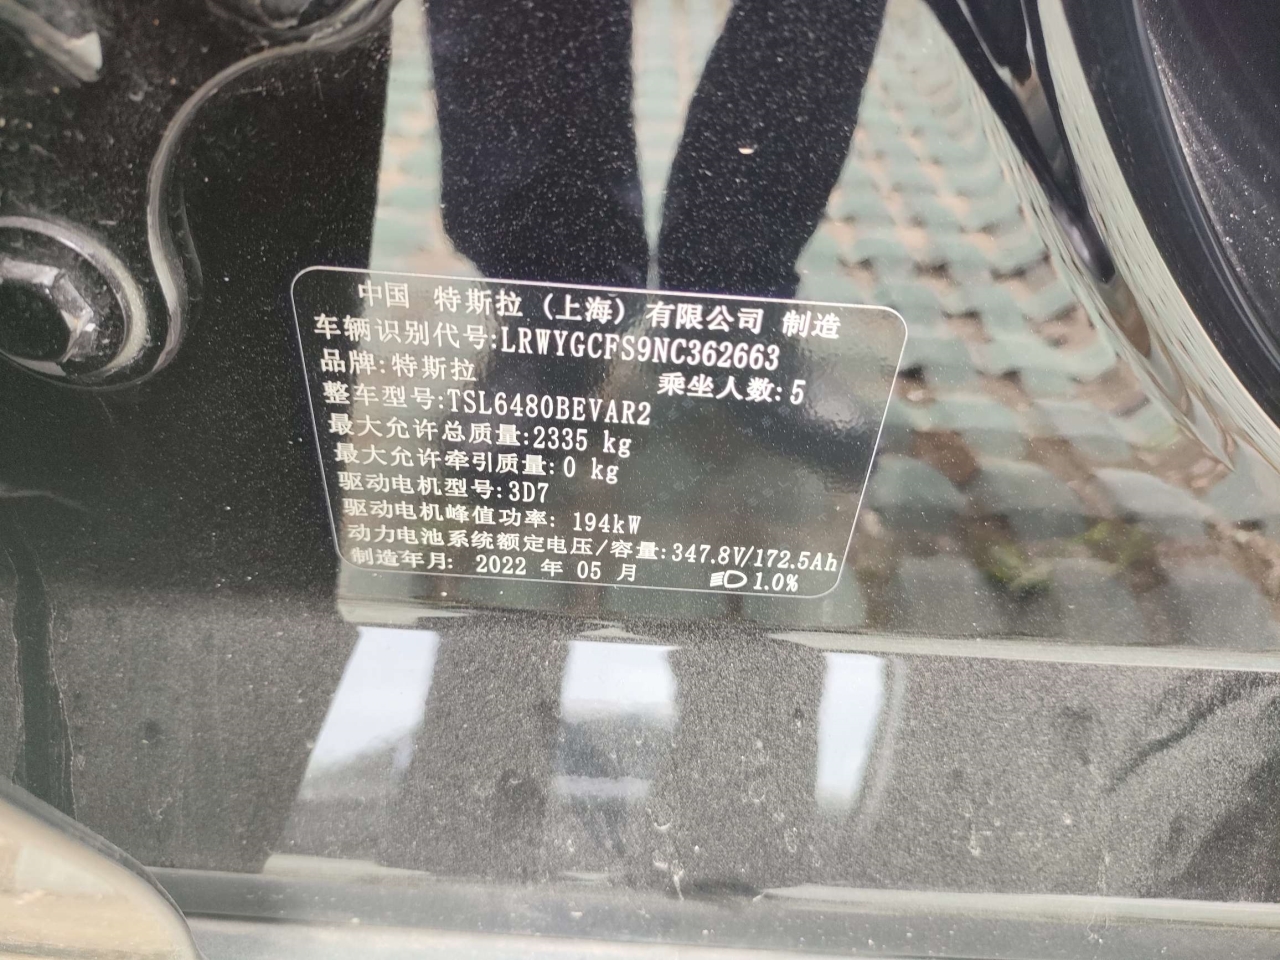 中国 特斯拉（上海）有限公司 制造
车辆识别代号:LRWYGCFS9NC362663
品牌:特斯拉 乘坐人数:5
整车型号:TSL6480BEVAR2
最大允许总质量:2335 kg
最大允许牵引质量:0 kg
驱动电机型号:3D7
驱动电机峰值功率: 194kW
动力电池系统额定电压/容量:347.8V/172.5Ah
制造年月: 2022 年 05 月 1.0%